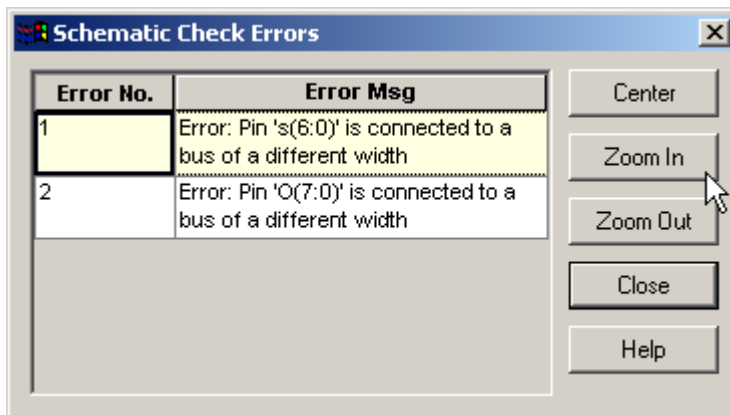 Schematic Check Errors
Error No. Error Msg
1 Error: Pin 's(6:0)' is connected to a
bus of a different width
2 Error: Pin 'O(7:0)' is connected to a
bus of a different width
Center
Zoom In
Zoom Out
Close
Help